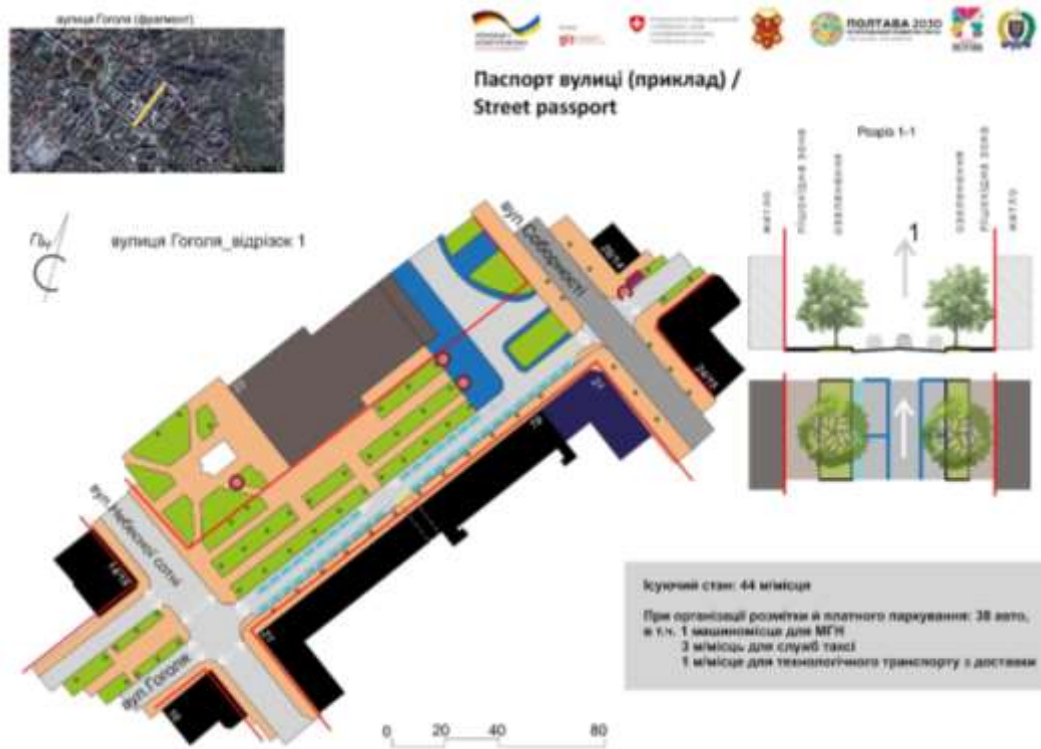 вулиця Гоголя (фрагмент)
giz
ПОЛТАВА 2030
Паспорт вулиці (приклад) /
Street passport
Розріз 1-1
житло
пішохідна зона
озеленення
озеленення
пішохідна зона
житло
1
Пн
вулиця Гоголя_відрізок 1
вул. Соборності
вул. Небесної сотні
вул. Гоголя
Існуючий стан: 44 м/місця
При організації розмітки й платного паркування: 38 авто,
в т.ч. 1 машиномісце для МГН
3 м/місць для служб таксі
1 м/місце для технологічного транспорту з доставки
0 20 40 80